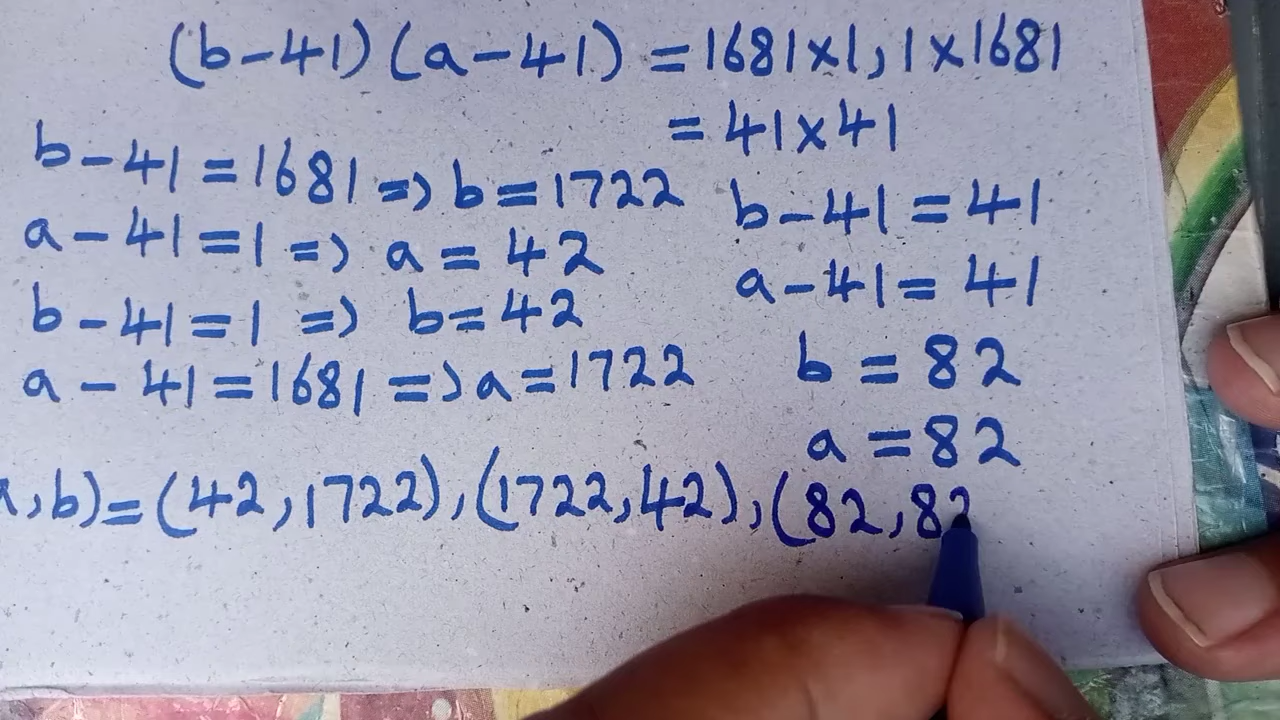 (b-41)(a-41) = 1681×1, 1×1681
= 41×41
b-41 = 1681 => b = 1722
a-41 = 1 => a = 42
b-41 = 1 => b = 42
a - 41 = 1681 => a = 1722
b-41 = 41
a-41 = 41
b = 82
a = 82
a,b) = (42,1722), (1722,42), (82,82